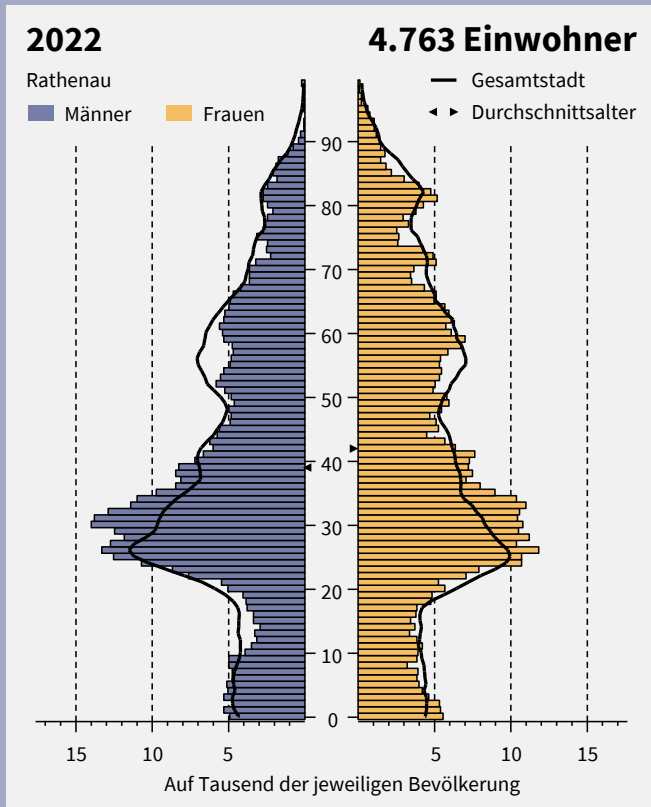 2022
4.763 Einwohner
Rathenau
Gesamtstadt
Männer
Frauen
Durchschnittsalter
90
80
70
60
50
40
30
20
10
0
15
10
5
5
10
15
Auf Tausend der jeweiligen Bevölkerung